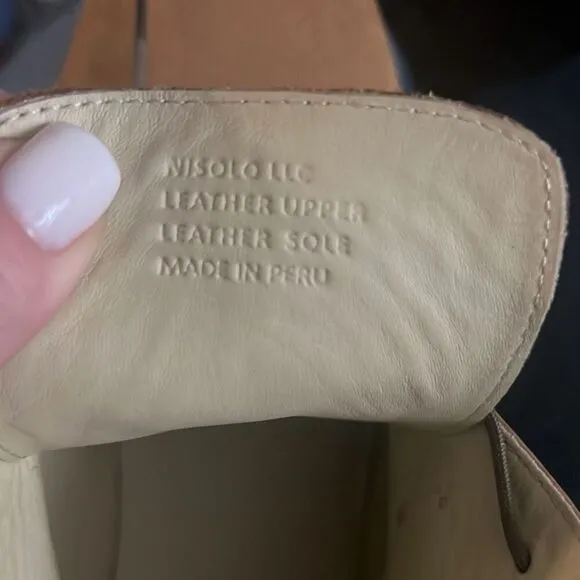 NISOLO LLC
LEATHER UPPER
LEATHER SOLE
MADE IN PERU